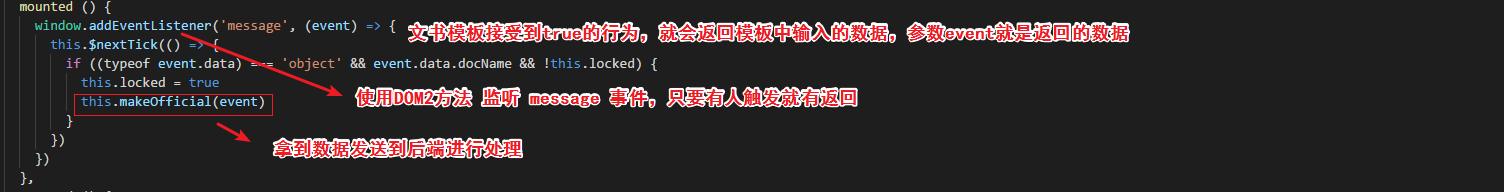 mounted () {
window.addEventListener('message', (event) => {
文书模板接受到true的行为，就会返回模板中输入的数据，参数event就是返回的数据
this.$nextTick(() => {
if ((typeof event.data) === 'object' && event.data.docName && !this.locked) {
this.locked = true
使用DOM2方法 监听 message 事件，只要有人触发就有返回
this.makeOfficial(event)
}
})
拿到数据发送到后端进行处理
})
},